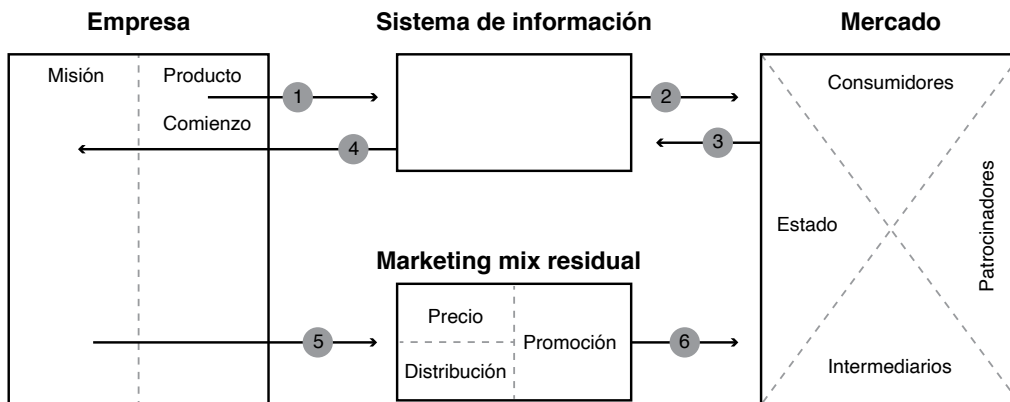 Empresa
Sistema de información
Mercado
Misión
Producto
Comienzo
1
2
3
4
Consumidores
Estado
Patrocinadores
Intermediarios
Marketing mix residual
Precio
Distribución
Promoción
5
6